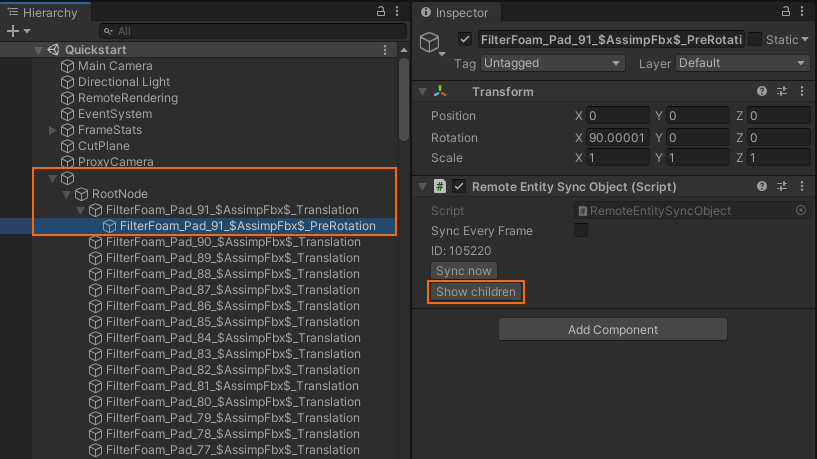 Hierarchy
All
Quickstart
Main Camera
Directional Light
RemoteRendering
EventSystem
FrameStats
CutPlane
ProxyCamera
RootNode
FilterFoam_Pad_91_$AssimpFbx$_Translation
FilterFoam_Pad_91_$AssimpFbx$_PreRotation
FilterFoam_Pad_90_$AssimpFbx$_Translation
FilterFoam_Pad_89_$AssimpFbx$_Translation
FilterFoam_Pad_88_$AssimpFbx$_Translation
FilterFoam_Pad_87_$AssimpFbx$_Translation
FilterFoam_Pad_86_$AssimpFbx$_Translation
FilterFoam_Pad_85_$AssimpFbx$_Translation
FilterFoam_Pad_84_$AssimpFbx$_Translation
FilterFoam_Pad_83_$AssimpFbx$_Translation
FilterFoam_Pad_82_$AssimpFbx$_Translation
FilterFoam_Pad_81_$AssimpFbx$_Translation
FilterFoam_Pad_80_$AssimpFbx$_Translation
FilterFoam_Pad_79_$AssimpFbx$_Translation
FilterFoam_Pad_78_$AssimpFbx$_Translation
FilterFoam_Pad_77_$AssimpFbx$_Translation
Inspector
FilterFoam_Pad_91_$AssimpFbx$_PreRotati Static
Tag Untagged Layer Default
Transform
Position X 0 Y 0 Z 0
Rotation X 90.00001 Y 0 Z 0
Scale X 1 Y 1 Z 1
# Remote Entity Sync Object (Script)
Script # RemoteEntitySyncObject
Sync Every Frame
ID: 105220
Sync now
Show children
Add Component